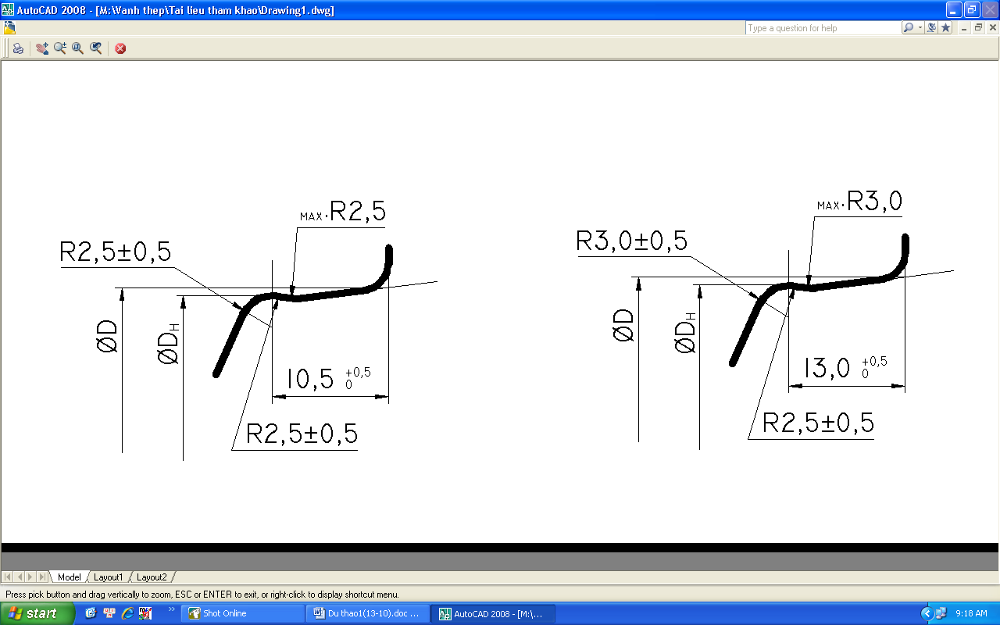 AutoCAD 2008 - [M:\Vanh thep\Tai lieu tham khao\Drawing1.dwg]
Type a question for help
MAX.R2,5
R2,5±0,5
ØD
ØDH
10,5 +0,5 0
R2,5±0,5
MAX.R3,0
R3,0±0,5
ØD
ØDH
13,0 +0,5 0
R2,5±0,5
Model Layout1 Layout2
Press pick button and drag vertically to zoom, ESC or ENTER to exit, or right-click to display shortcut menu.
start
Shot Online
Du thao1(13-10).doc ...
AutoCAD 2008 - [M:\...
9:18 AM